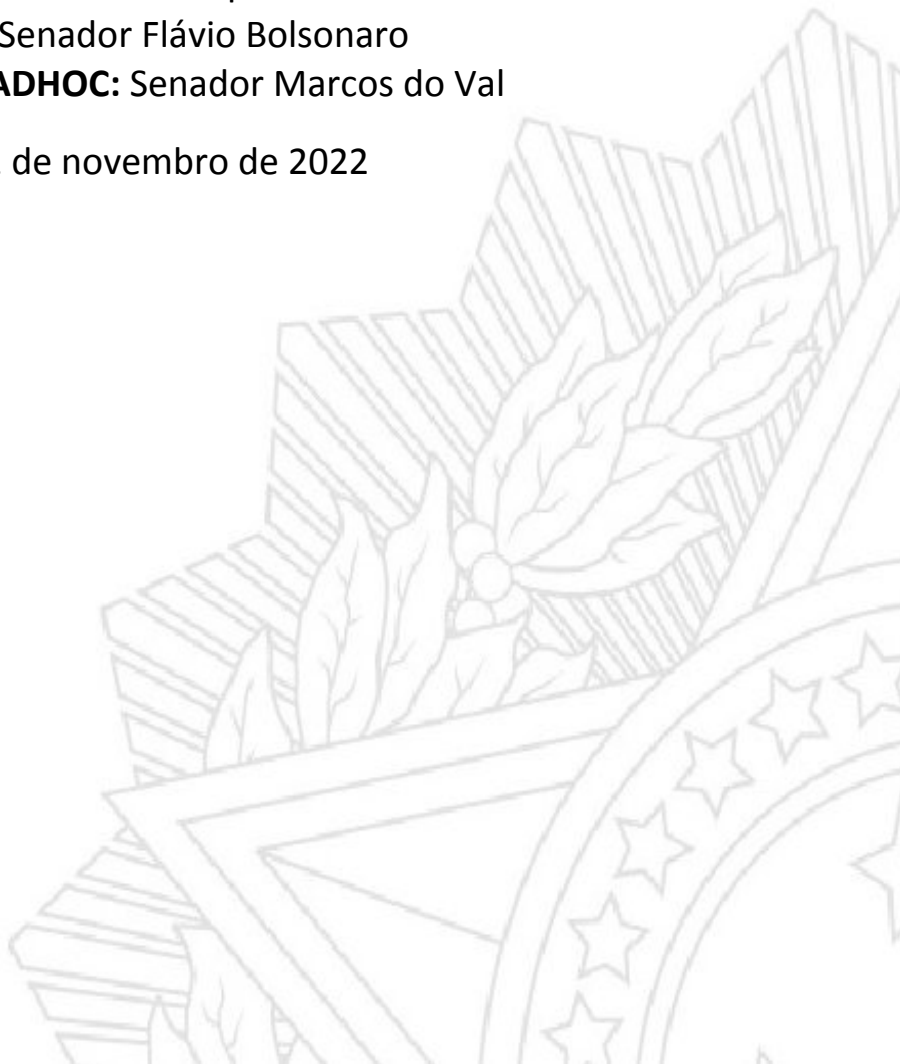 Senador Flávio Bolsonaro
ADHOC: Senador Marcos do Val
de novembro de 2022